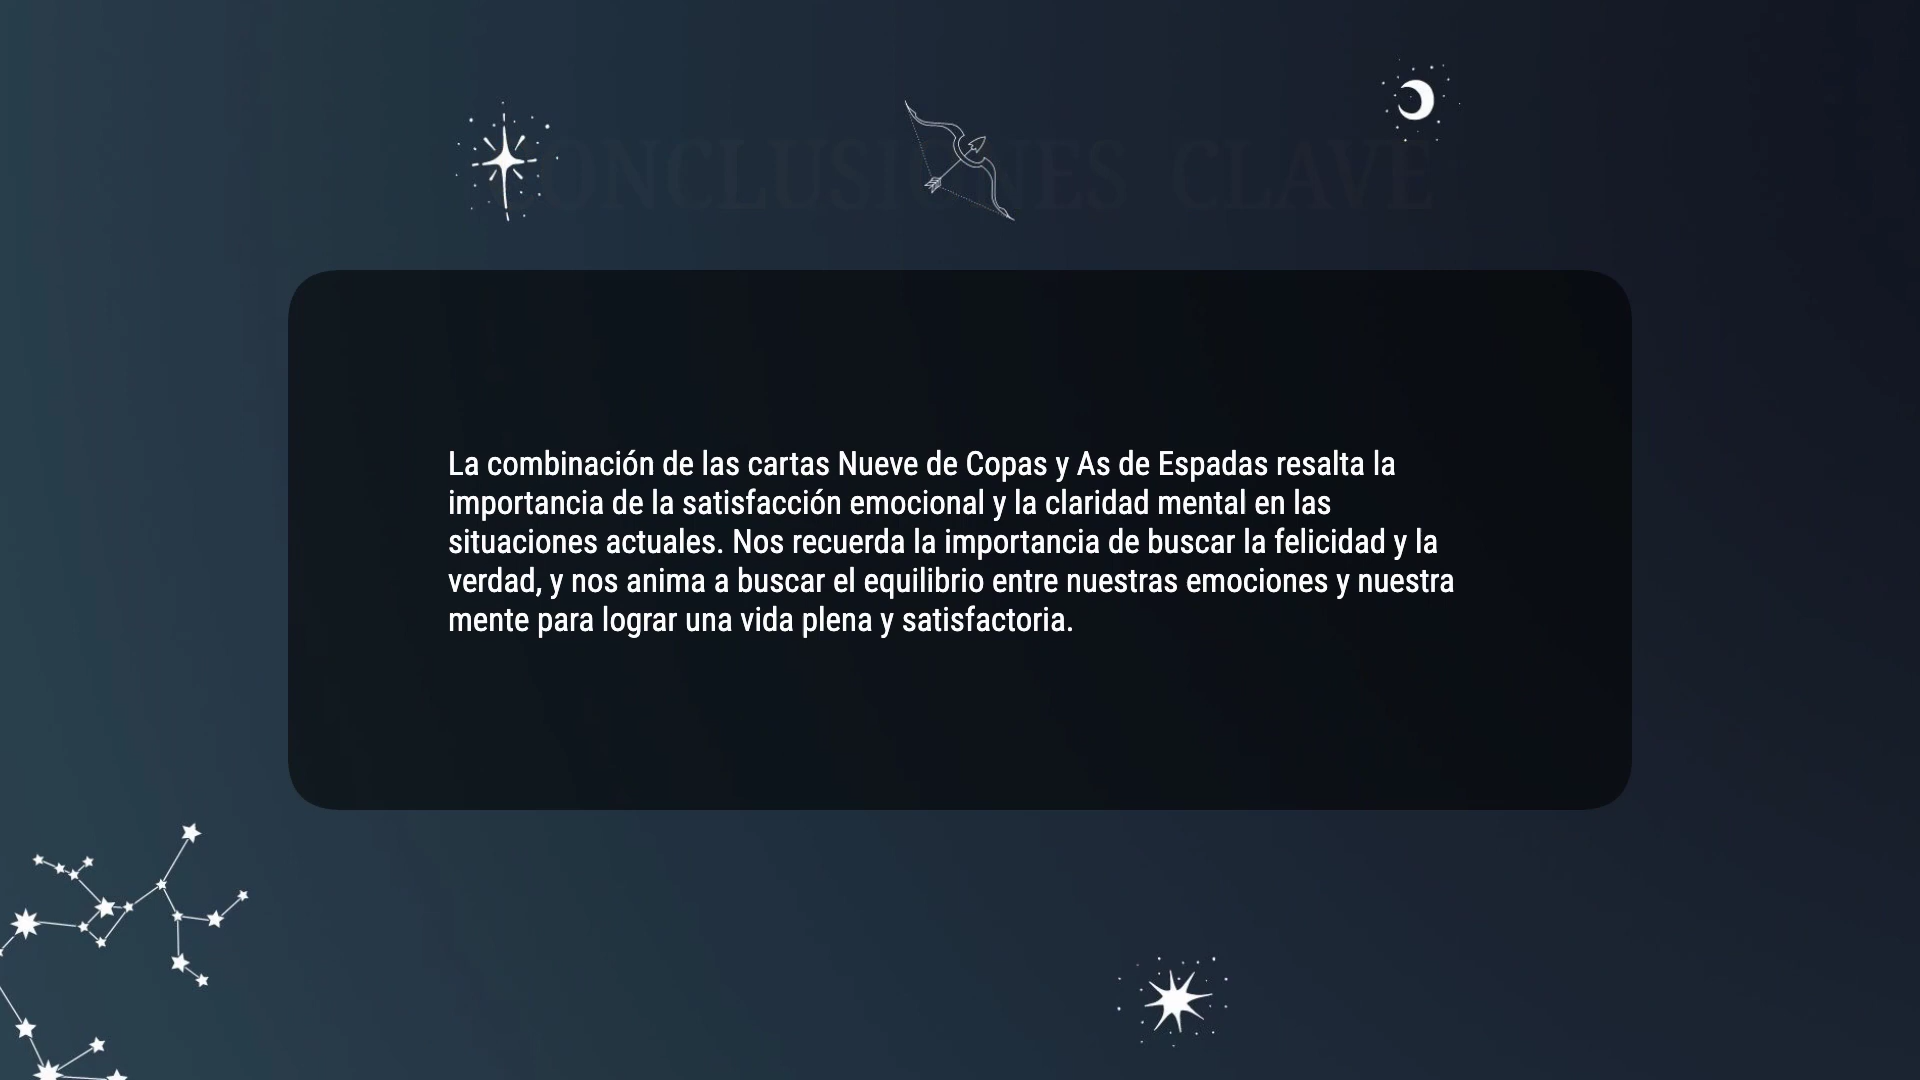 CONCLUSIONES CLAVE
La combinación de las cartas Nueve de Copas y As de Espadas resalta la
importancia de la satisfacción emocional y la claridad mental en las
situaciones actuales. Nos recuerda la importancia de buscar la felicidad y la
verdad, y nos anima a buscar el equilibrio entre nuestras emociones y nuestra
mente para lograr una vida plena y satisfactoria.